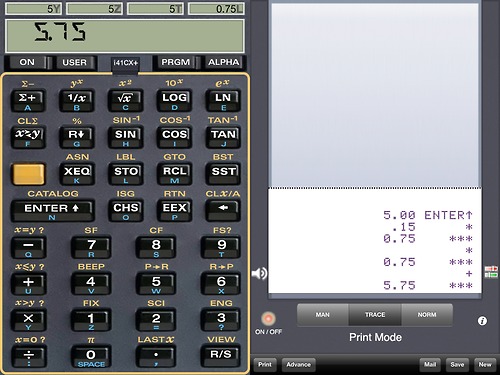 5Y 5Z 5T 0.75L
5.75
ON USER i41CX+ PRGM ALPHA
Σ− yˣ x² 10ˣ eˣ
Σ+ 1/x √x LOG LN
A B C D E
CLΣ % SIN⁻¹ COS⁻¹ TAN⁻¹
x≷y R↓ SIN COS TAN
F G H I J
ASN LBL GTO BST
XEQ STO RCL SST
K L M
CATALOG ISG RTN CLX/A
ENTER↑ CHS EEX ←
N O P
x=y? SF CF FS?
− 7 8 9
Q R S T
x≤y? BEEP P→R R→P
+ 4 5 6
U V W X
x>y? FIX SCI ENG
× 1 2 3
Y Z = ?
x=0? π LASTx VIEW
÷ 0 • R/S
: SPACE ,
5.00 ENTER↑
.15 *
0.75 ***
*
0.75 ***
+
5.75 ***
ON / OFF
MAN TRACE NORM
i
Print Mode
Print Advance Mail Save New